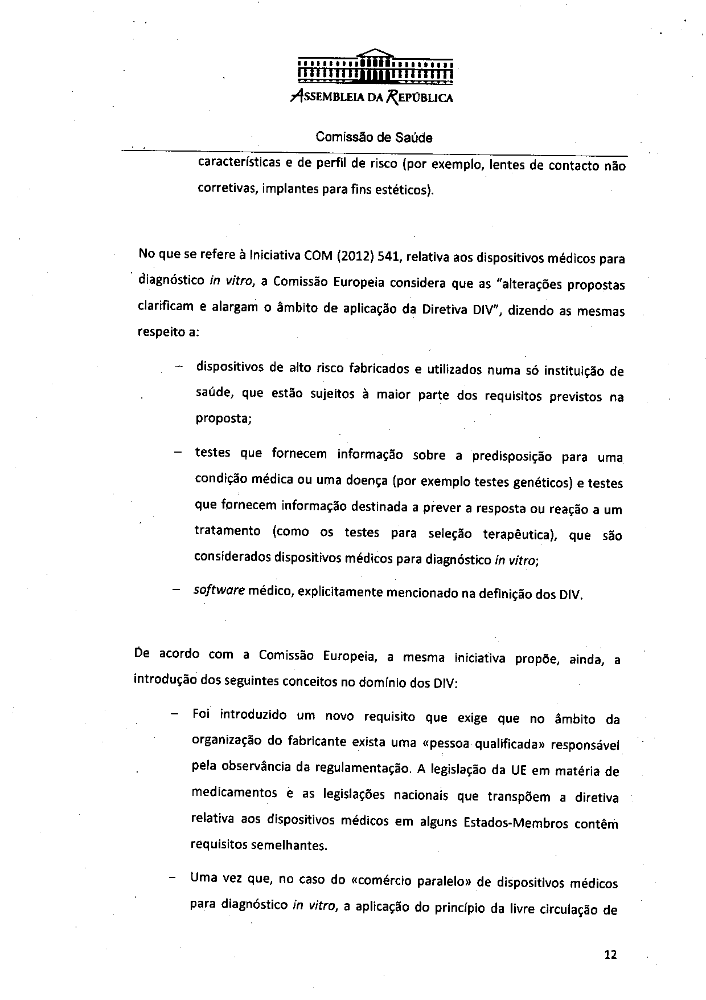 ASSEMBLEIA DA REPÚBLICA
Comissão de Saúde
características e de perfil de risco (por exemplo, lentes de contacto não
corretivas, implantes para fins estéticos).
No que se refere à Iniciativa COM (2012) 541, relativa aos dispositivos médicos para
diagnóstico in vitro, a Comissão Europeia considera que as "alterações propostas
clarificam e alargam o âmbito de aplicação da Diretiva DIV", dizendo as mesmas
respeito a:
– dispositivos de alto risco fabricados e utilizados numa só instituição de
saúde, que estão sujeitos à maior parte dos requisitos previstos na
proposta;
– testes que fornecem informação sobre a predisposição para uma
condição médica ou uma doença (por exemplo testes genéticos) e testes
que fornecem informação destinada a prever a resposta ou reação a um
tratamento (como os testes para seleção terapêutica), que são
considerados dispositivos médicos para diagnóstico in vitro;
– software médico, explicitamente mencionado na definição dos DIV.
De acordo com a Comissão Europeia, a mesma iniciativa propõe, ainda, a
introdução dos seguintes conceitos no domínio dos DIV:
– Foi introduzido um novo requisito que exige que no âmbito da
organização do fabricante exista uma «pessoa qualificada» responsável
pela observância da regulamentação. A legislação da UE em matéria de
medicamentos e as legislações nacionais que transpõem a diretiva
relativa aos dispositivos médicos em alguns Estados-Membros contêm
requisitos semelhantes.
– Uma vez que, no caso do «comércio paralelo» de dispositivos médicos
para diagnóstico in vitro, a aplicação do princípio da livre circulação de
12